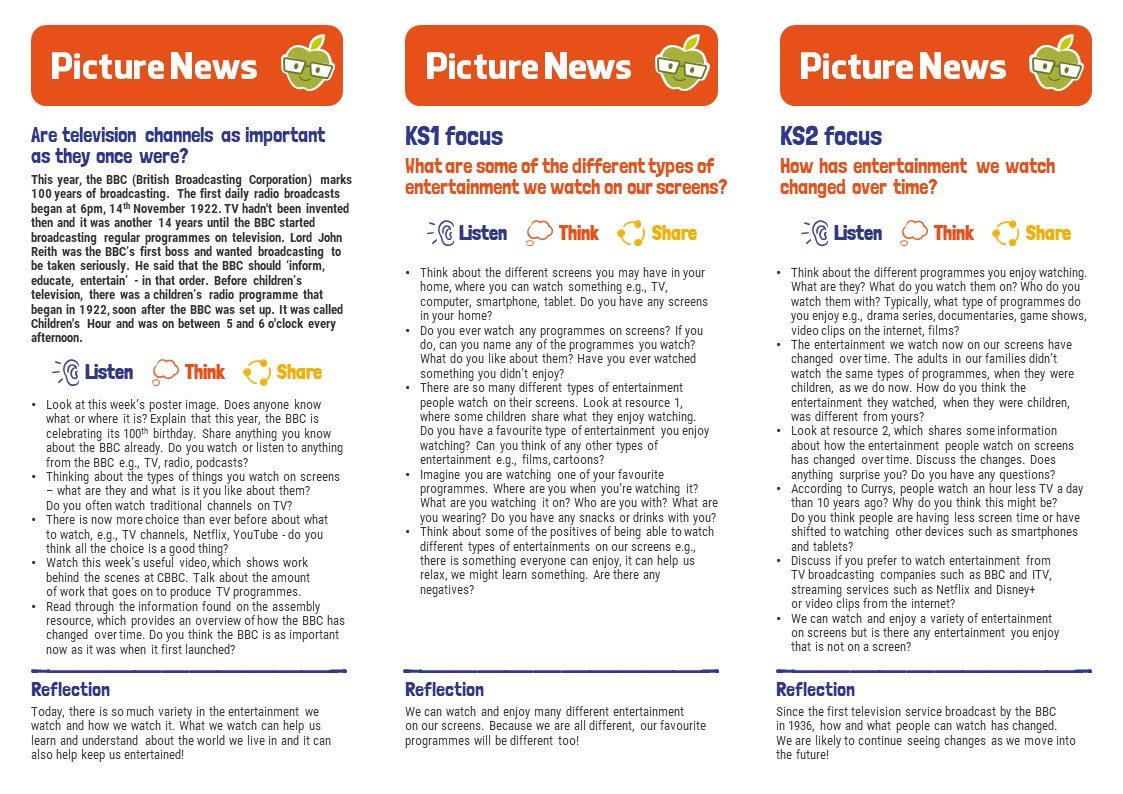 Picture News
Are television channels as important
as they once were?
This year, the BBC (British Broadcasting Corporation) marks
100 years of broadcasting. The first daily radio broadcasts
began at 6pm, 14th November 1922. TV hadn't been invented
then and it was another 14 years until the BBC started
broadcasting regular programmes on television. Lord John
Reith was the BBC's first boss and wanted broadcasting to
be taken seriously. He said that the BBC should 'inform,
educate, entertain' - in that order. Before children's
television, there was a children's radio programme that
began in 1922, soon after the BBC was set up. It was called
Children's Hour and was on between 5 and 6 o'clock every
afternoon.
Listen Think Share
• Look at this week's poster image. Does anyone know
what or where it is? Explain that this year, the BBC is
celebrating its 100th birthday. Share anything you know
about the BBC already. Do you watch or listen to anything
from the BBC e.g., TV, radio, podcasts?
• Thinking about the types of things you watch on screens
– what are they and what is it you like about them?
Do you often watch traditional channels on TV?
• There is now more choice than ever before about what
to watch, e.g., TV channels, Netflix, YouTube - do you
think all the choice is a good thing?
• Watch this week's useful video, which shows work
behind the scenes at CBBC. Talk about the amount
of work that goes on to produce TV programmes.
• Read through the information found on the assembly
resource, which provides an overview of how the BBC has
changed over time. Do you think the BBC is as important
now as it was when it first launched?
Reflection
Today, there is so much variety in the entertainment we
watch and how we watch it. What we watch can help us
learn and understand about the world we live in and it can
also help keep us entertained!
Picture News
KS1 focus
What are some of the different types of
entertainment we watch on our screens?
Listen Think Share
• Think about the different screens you may have in your
home, where you can watch something e.g., TV,
computer, smartphone, tablet. Do you have any screens
in your home?
• Do you ever watch any programmes on screens? If you
do, can you name any of the programmes you watch?
What do you like about them? Have you ever watched
something you didn't enjoy?
• There are so many different types of entertainment
people watch on their screens. Look at resource 1,
where some children share what they enjoy watching.
Do you have a favourite type of entertainment you enjoy
watching? Can you think of any other types of
entertainment e.g., films, cartoons?
• Imagine you are watching one of your favourite
programmes. Where are you when you're watching it?
What are you watching it on? Who are you with? What are
you wearing? Do you have any snacks or drinks with you?
• Think about some of the positives of being able to watch
different types of entertainments on our screens e.g.,
there is something everyone can enjoy, it can help us
relax, we might learn something. Are there any
negatives?
Reflection
We can watch and enjoy many different entertainment
on our screens. Because we are all different, our favourite
programmes will be different too!
Picture News
KS2 focus
How has entertainment we watch
changed over time?
Listen Think Share
• Think about the different programmes you enjoy watching.
What are they? What do you watch them on? Who do you
watch them with? Typically, what type of programmes do
you enjoy e.g., drama series, documentaries, game shows,
video clips on the internet, films?
• The entertainment we watch now on our screens have
changed over time. The adults in our families didn't
watch the same types of programmes, when they were
children, as we do now. How do you think the
entertainment they watched, when they were children,
was different from yours?
• Look at resource 2, which shares some information
about how the entertainment people watch on screens
has changed over time. Discuss the changes. Does
anything surprise you? Do you have any questions?
• According to Currys, people watch an hour less TV a day
than 10 years ago? Why do you think this might be?
Do you think people are having less screen time or have
shifted to watching other devices such as smartphones
and tablets?
• Discuss if you prefer to watch entertainment from
TV broadcasting companies such as BBC and ITV,
streaming services such as Netflix and Disney+
or video clips from the internet?
• We can watch and enjoy a variety of entertainment
on screens but is there any entertainment you enjoy
that is not on a screen?
Reflection
Since the first television service broadcast by the BBC
in 1936, how and what people can watch has changed.
We are likely to continue seeing changes as we move into
the future!